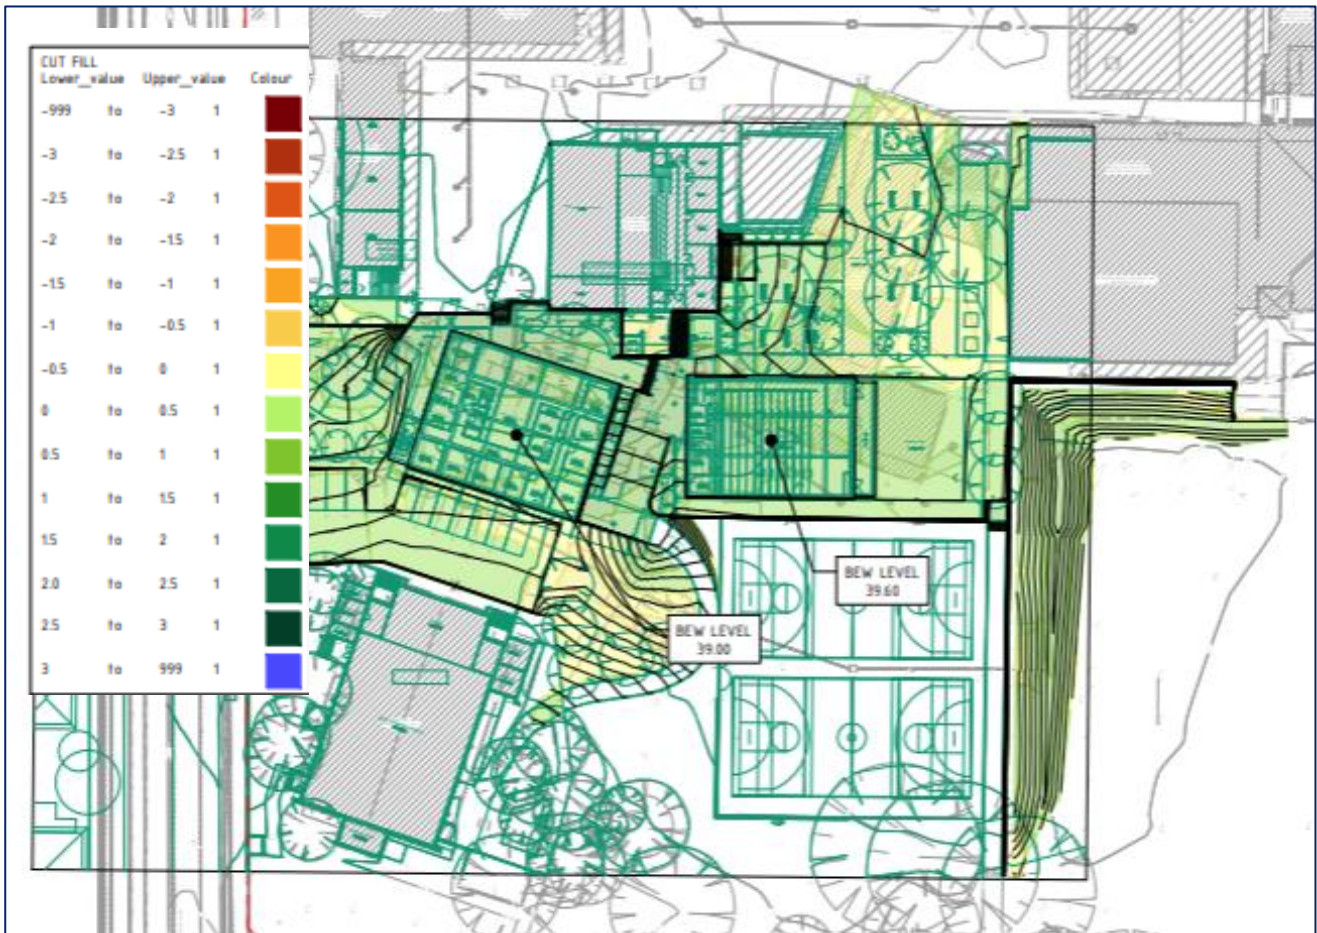 CUT FILL
Lower_value Upper_value Colour
-999 to -3 1
-3 to -2.5 1
-2.5 to -2 1
-2 to -1.5 1
-1.5 to -1 1
-1 to -0.5 1
-0.5 to 0 1
0 to 0.5 1
0.5 to 1 1
1 to 1.5 1
1.5 to 2 1
2.0 to 2.5 1
2.5 to 3 1
3 to 999 1
BEW LEVEL
39.60
BEW LEVEL
39.00